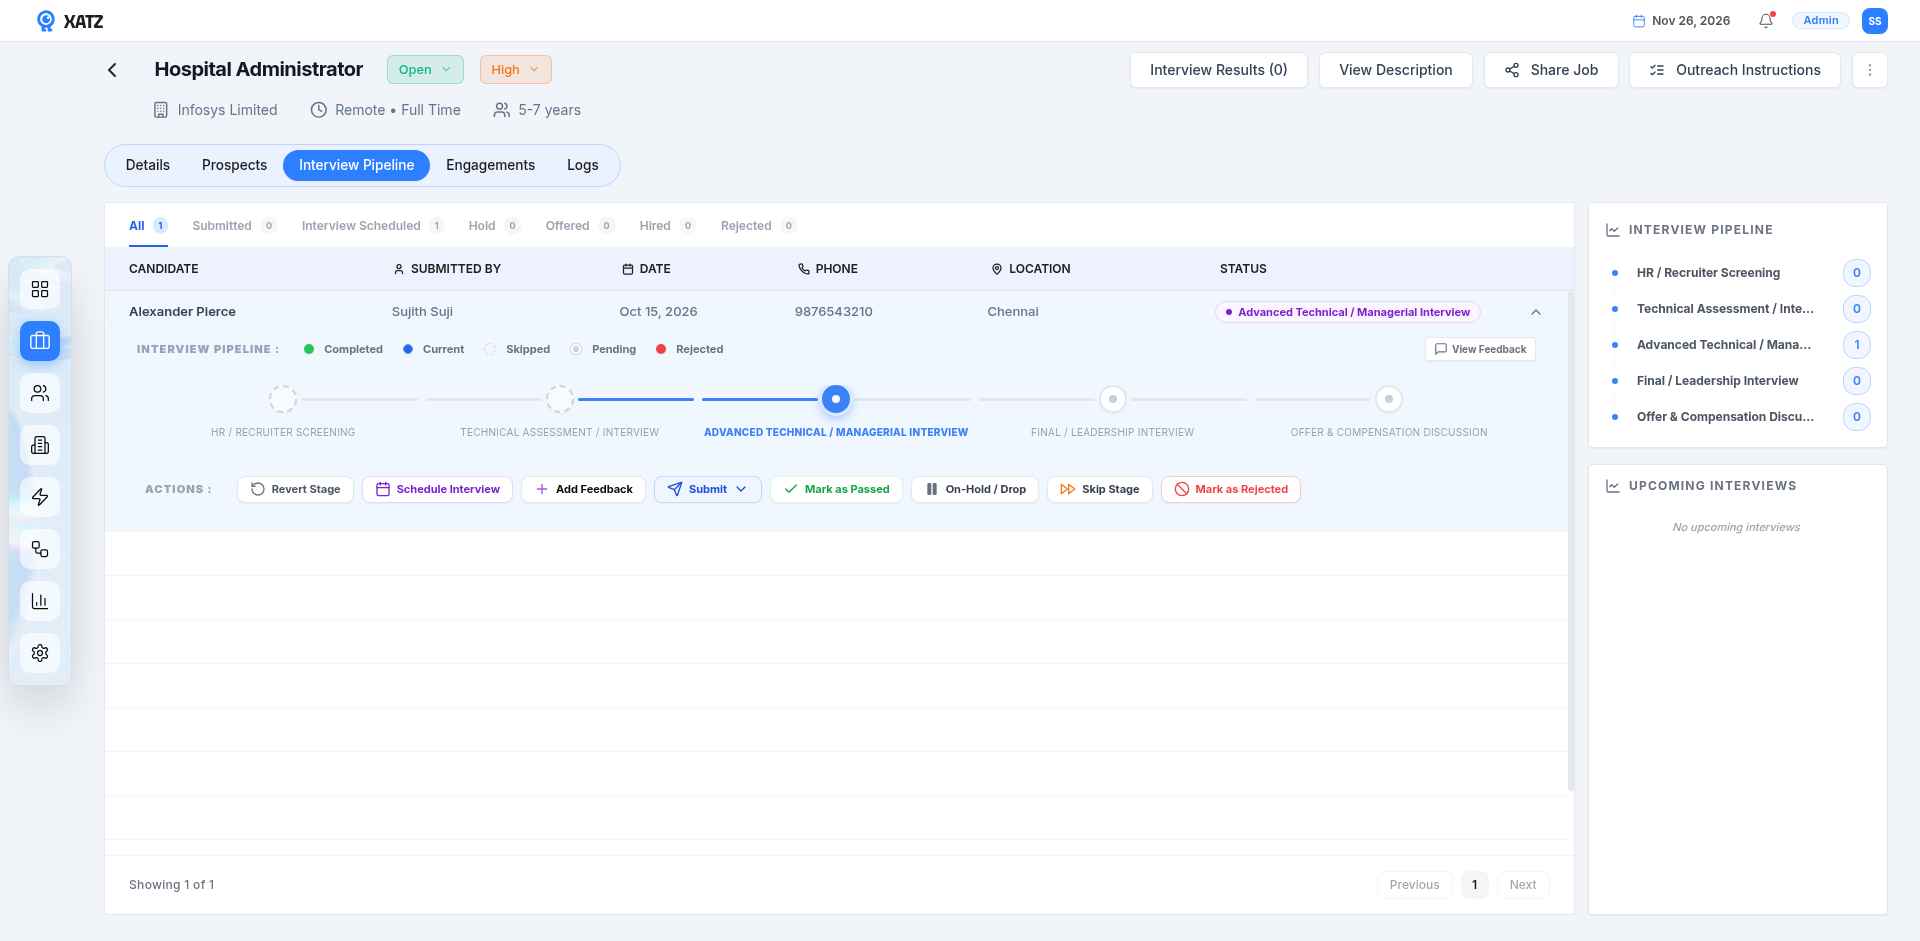 XATZ
Nov 26, 2026
Admin
SS
Hospital Administrator
Open
High
Interview Results (0)
View Description
Share Job
Outreach Instructions
Infosys Limited
Remote • Full Time
5-7 years
Details
Prospects
Interview Pipeline
Engagements
Logs
All 1
Submitted 0
Interview Scheduled 1
Hold 0
Offered 0
Hired 0
Rejected 0
CANDIDATE
SUBMITTED BY
DATE
PHONE
LOCATION
STATUS
Alexander Pierce
Sujith Suji
Oct 15, 2026
9876543210
Chennai
Advanced Technical / Managerial Interview
INTERVIEW PIPELINE :
Completed
Current
Skipped
Pending
Rejected
View Feedback
HR / RECRUITER SCREENING
TECHNICAL ASSESSMENT / INTERVIEW
ADVANCED TECHNICAL / MANAGERIAL INTERVIEW
FINAL / LEADERSHIP INTERVIEW
OFFER & COMPENSATION DISCUSSION
ACTIONS :
Revert Stage
Schedule Interview
Add Feedback
Submit
Mark as Passed
On-Hold / Drop
Skip Stage
Mark as Rejected
Showing 1 of 1
Previous
1
Next
INTERVIEW PIPELINE
HR / Recruiter Screening 0
Technical Assessment / Inte... 0
Advanced Technical / Mana... 1
Final / Leadership Interview 0
Offer & Compensation Discu... 0
UPCOMING INTERVIEWS
No upcoming interviews